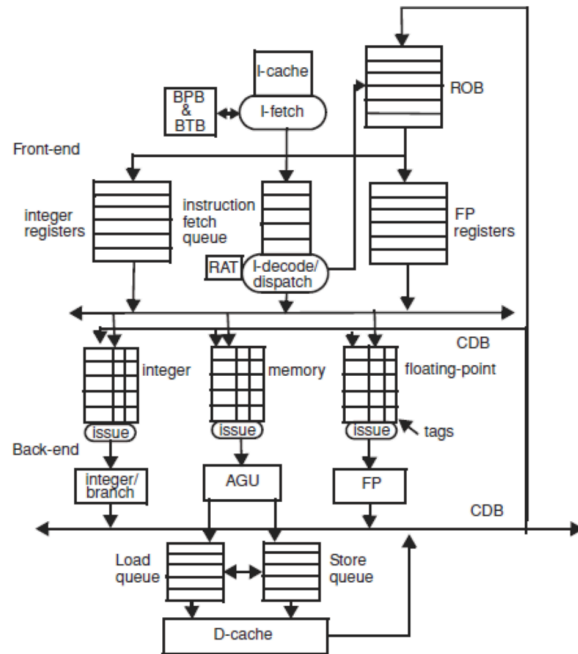 I-cache
BPB
&
BTB
I-fetch
ROB
Front-end
integer
registers
instruction
fetch
queue
FP
registers
RAT
I-decode/
dispatch
CDB
integer
memory
floating-point
issue
issue
issue
tags
Back-end
integer/
branch
AGU
FP
CDB
Load
queue
Store
queue
D-cache